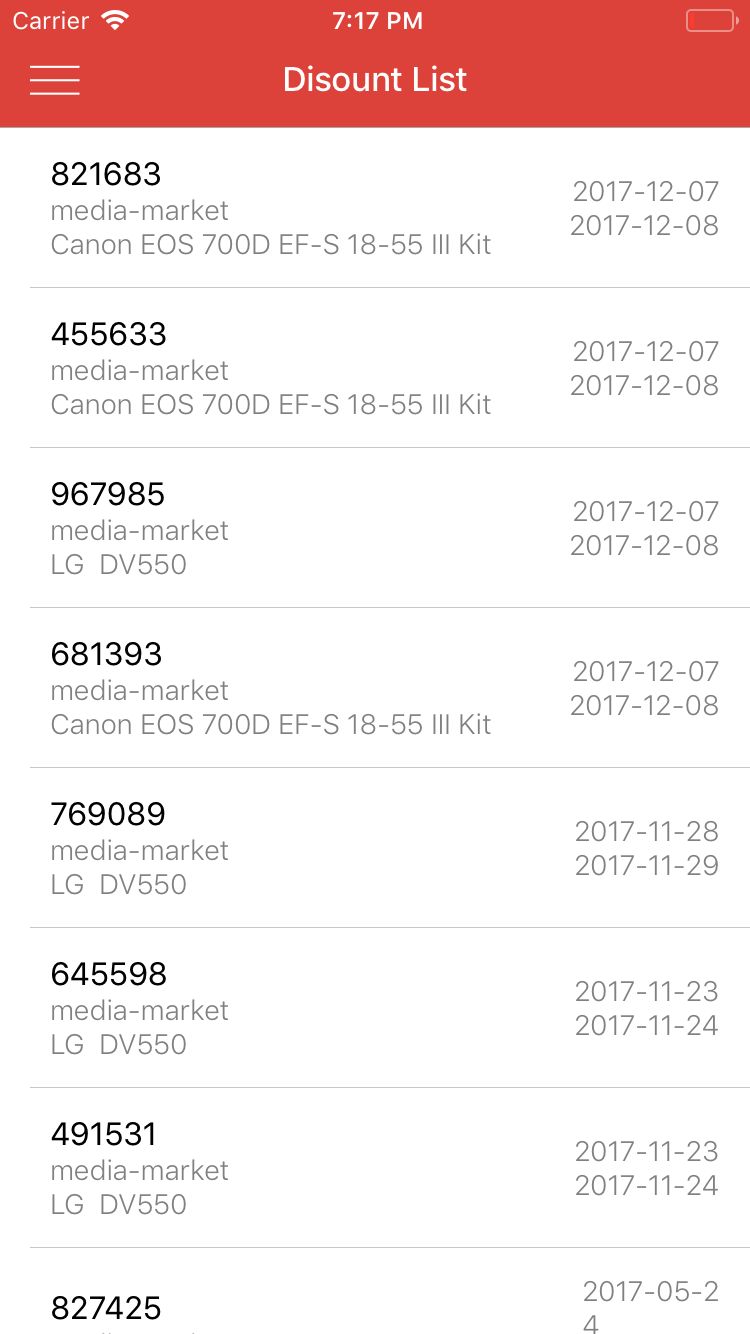 Carrier 7:17 PM
Disount List
821683
media-market
Canon EOS 700D EF-S 18-55 III Kit
2017-12-07
2017-12-08
455633
media-market
Canon EOS 700D EF-S 18-55 III Kit
2017-12-07
2017-12-08
967985
media-market
LG  DV550
2017-12-07
2017-12-08
681393
media-market
Canon EOS 700D EF-S 18-55 III Kit
2017-12-07
2017-12-08
769089
media-market
LG  DV550
2017-11-28
2017-11-29
645598
media-market
LG  DV550
2017-11-23
2017-11-24
491531
media-market
LG  DV550
2017-11-23
2017-11-24
827425
2017-05-2
4